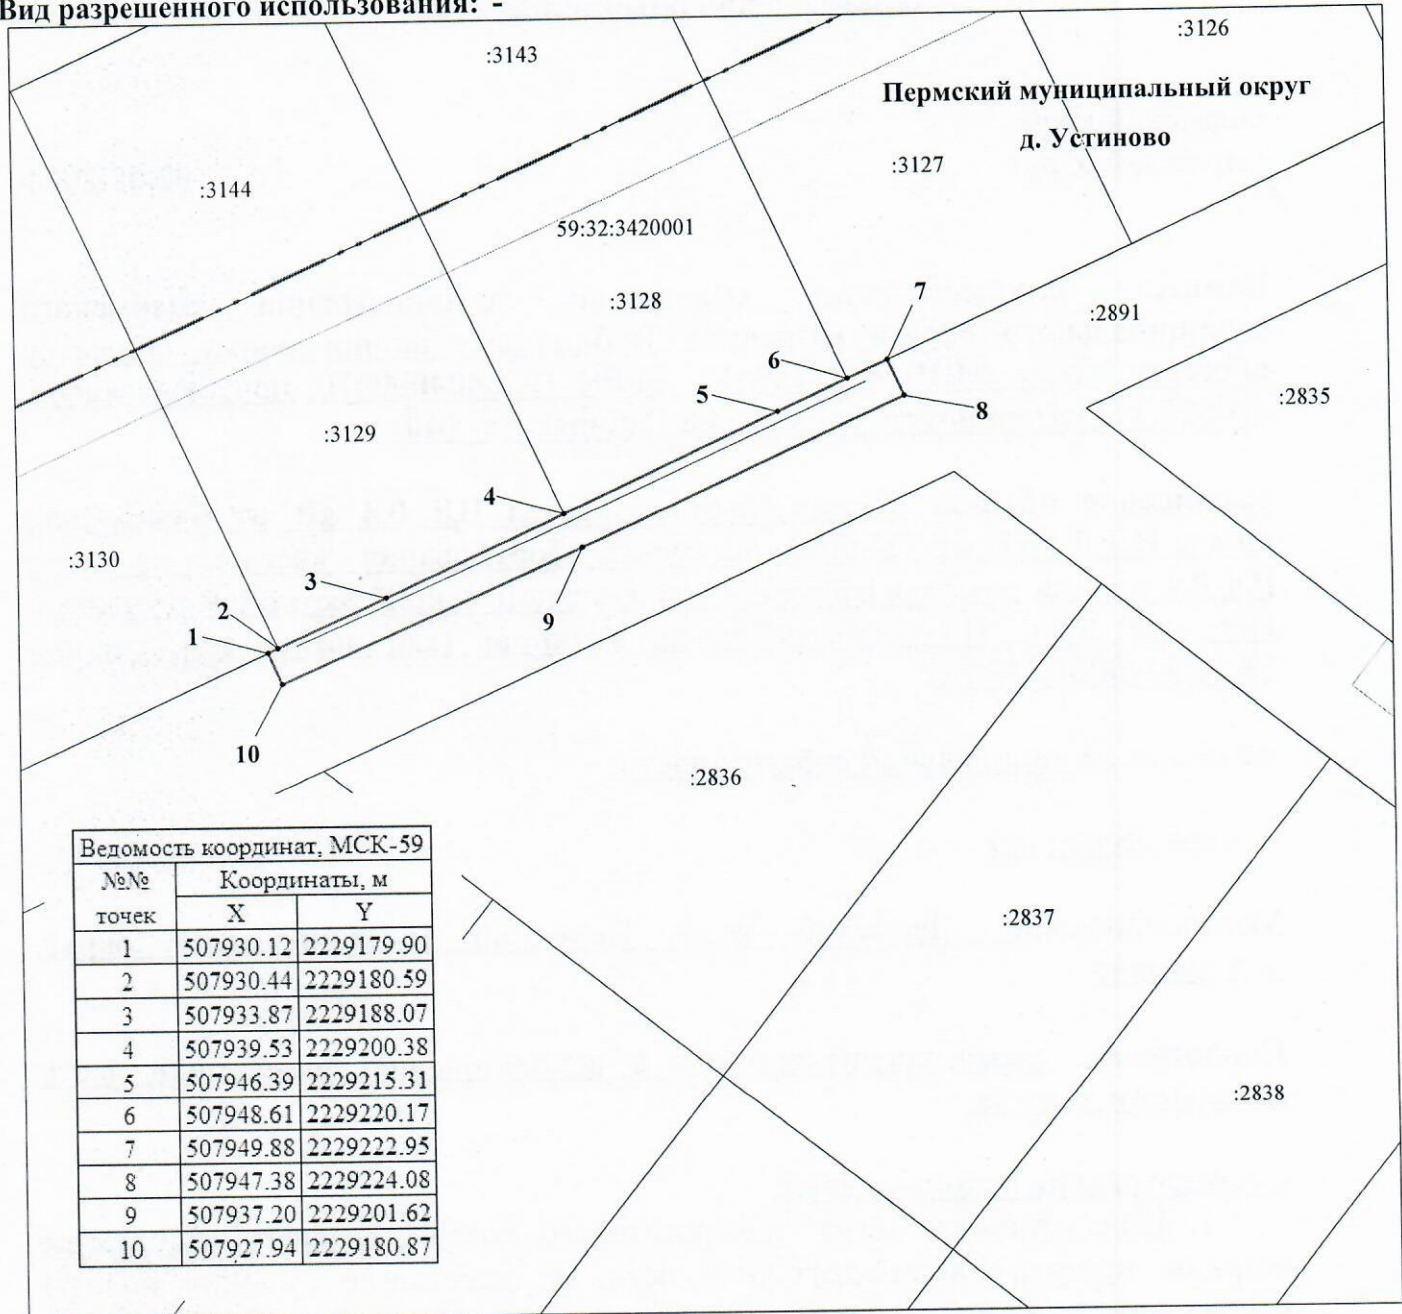 Вид разрешенного использования: -
:3143
:3126
Пермский муниципальный округ
д. Устиново
:3127
:3144
59:32:3420001
:3128
7
:2891
6
5
8
:2835
:3129
4
:3130
3
2
1
9
10
:2836
Ведомость координат, МСК-59
№№ Координаты, м
точек X Y
1 507930.12 2229179.90
2 507930.44 2229180.59
3 507933.87 2229188.07
4 507939.53 2229200.38
5 507946.39 2229215.31
6 507948.61 2229220.17
7 507949.88 2229222.95
8 507947.38 2229224.08
9 507937.20 2229201.62
10 507927.94 2229180.87
:2837
:2838